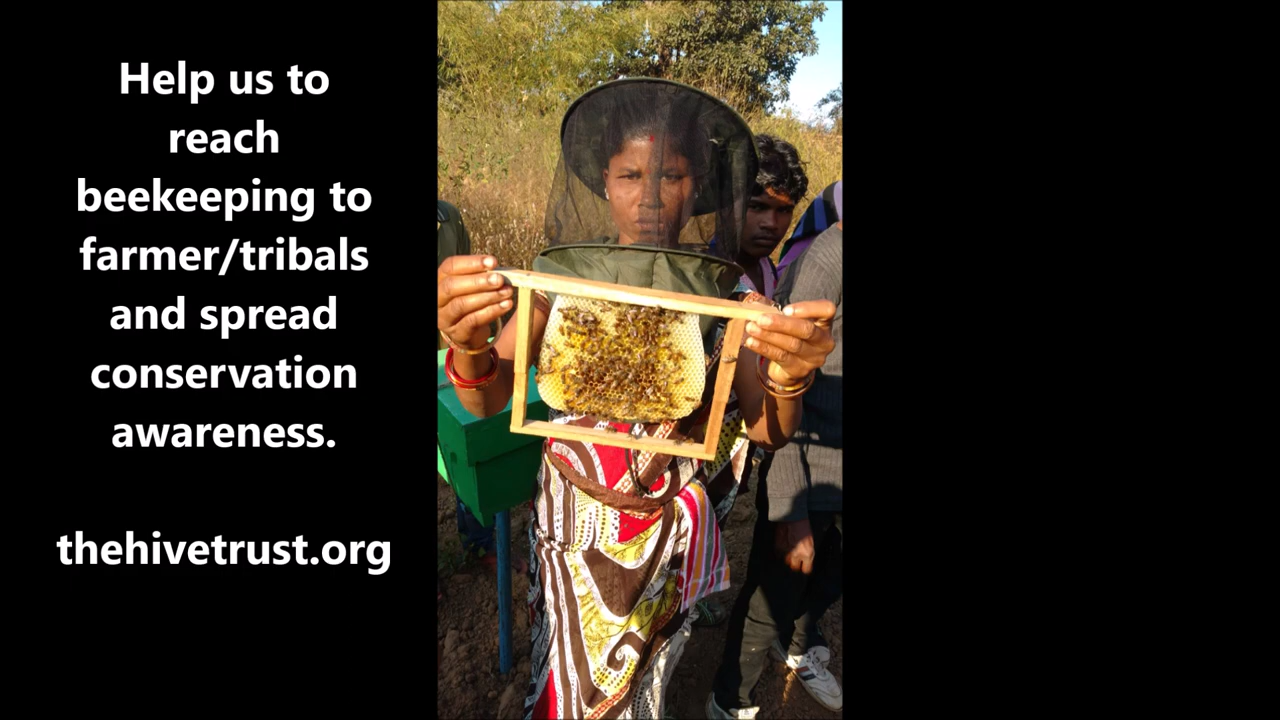 Help us to
reach
beekeeping to
farmer/tribals
and spread
conservation
awareness.
thehivetrust.org